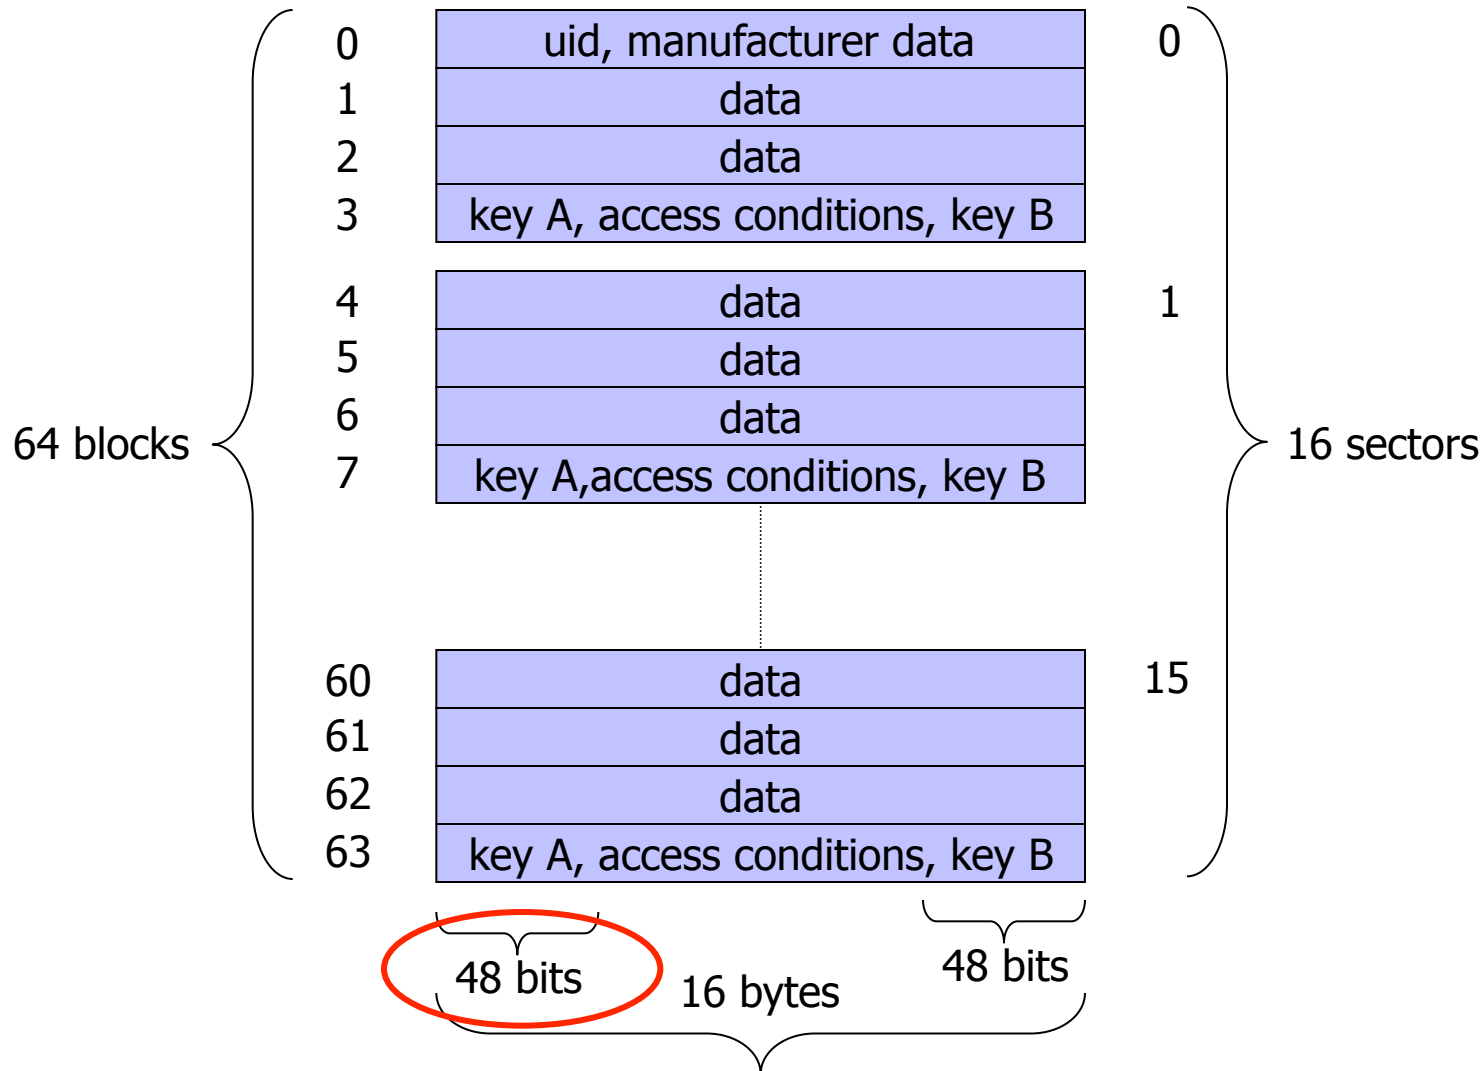 0 uid, manufacturer data 0
1 data
2 data
3 key A, access conditions, key B
4 data 1
5 data
6 data
64 blocks 16 sectors
7 key A,access conditions, key B
60 data 15
61 data
62 data
63 key A, access conditions, key B
48 bits 16 bytes 48 bits